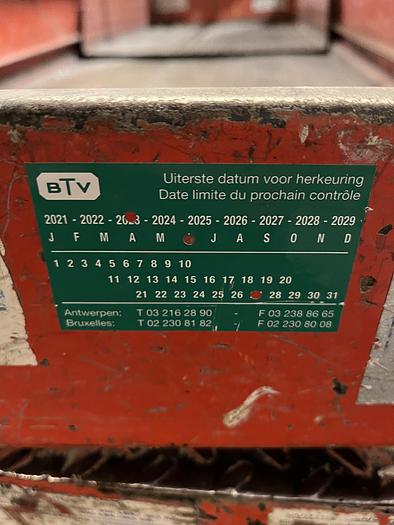 BTV
Uiterste datum voor herkeuring
Date limite du prochain contrôle
2021 - 2022 - 2023 - 2024 - 2025 - 2026 - 2027 - 2028 - 2029
J F M A M J A S O N D
1 2 3 4 5 6 7 8 9 10
11 12 13 14 15 16 17 18 19 20
21 22 23 24 25 26 28 29 30 31
Antwerpen: T 03 216 28 90 - F 03 238 86 65
Bruxelles: T 02 230 81 82 - F 02 230 80 08